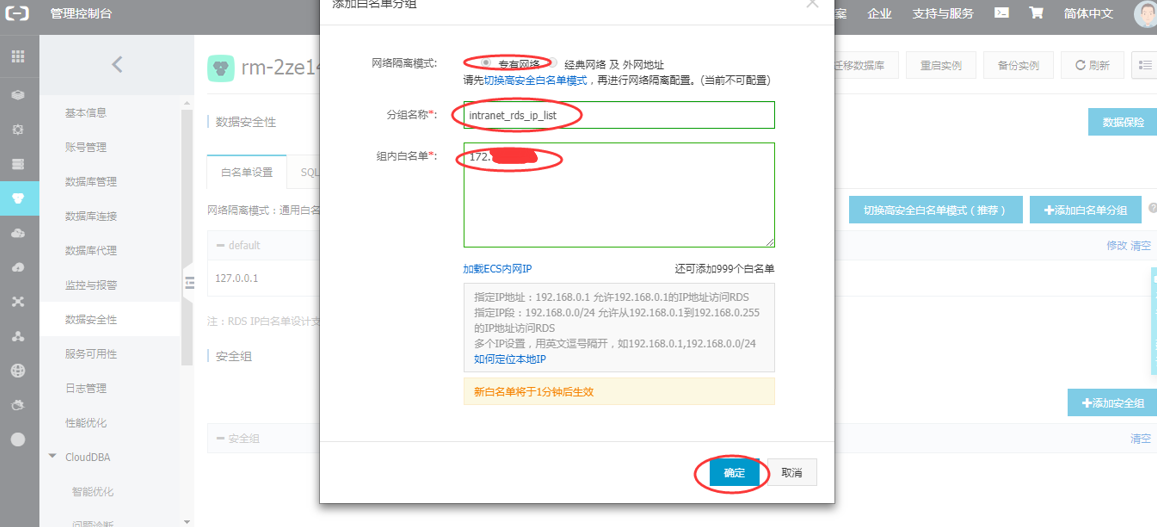 管理控制台
案
企业
支持与服务
简体中文
rm-2ze14
迁移数据库
重启实例
备份实例
刷新
基本信息
账号管理
数据库管理
数据库连接
数据库代理
监控与报警
数据安全性
服务可用性
日志管理
性能优化
CloudDBA
智能优化
问题诊断
数据安全性
数据保险
白名单设置
SQL
网络隔离模式：通用白名
切换高安全白名单模式（推荐）
+添加白名单分组
default
修改 清空
127.0.0.1
注：RDS IP白名单设计支
安全组
+添加安全组
安全组
清空
添加白名单分组
网络隔离模式:
专有网络
经典网络 及 外网地址
请先切换高安全白名单模式，再进行网络隔离配置。(当前不可配置)
分组名称*:
intranet_rds_ip_list
组内白名单*:
172.
加载ECS内网IP
还可添加999个白名单
指定IP地址：192.168.0.1 允许192.168.0.1的IP地址访问RDS
指定IP段：192.168.0.0/24 允许从192.168.0.1到192.168.0.255
的IP地址访问RDS
多个IP设置，用英文逗号隔开，如192.168.0.1,192.168.0.0/24
如何定位本地IP
新白名单将于1分钟后生效
确定
取消